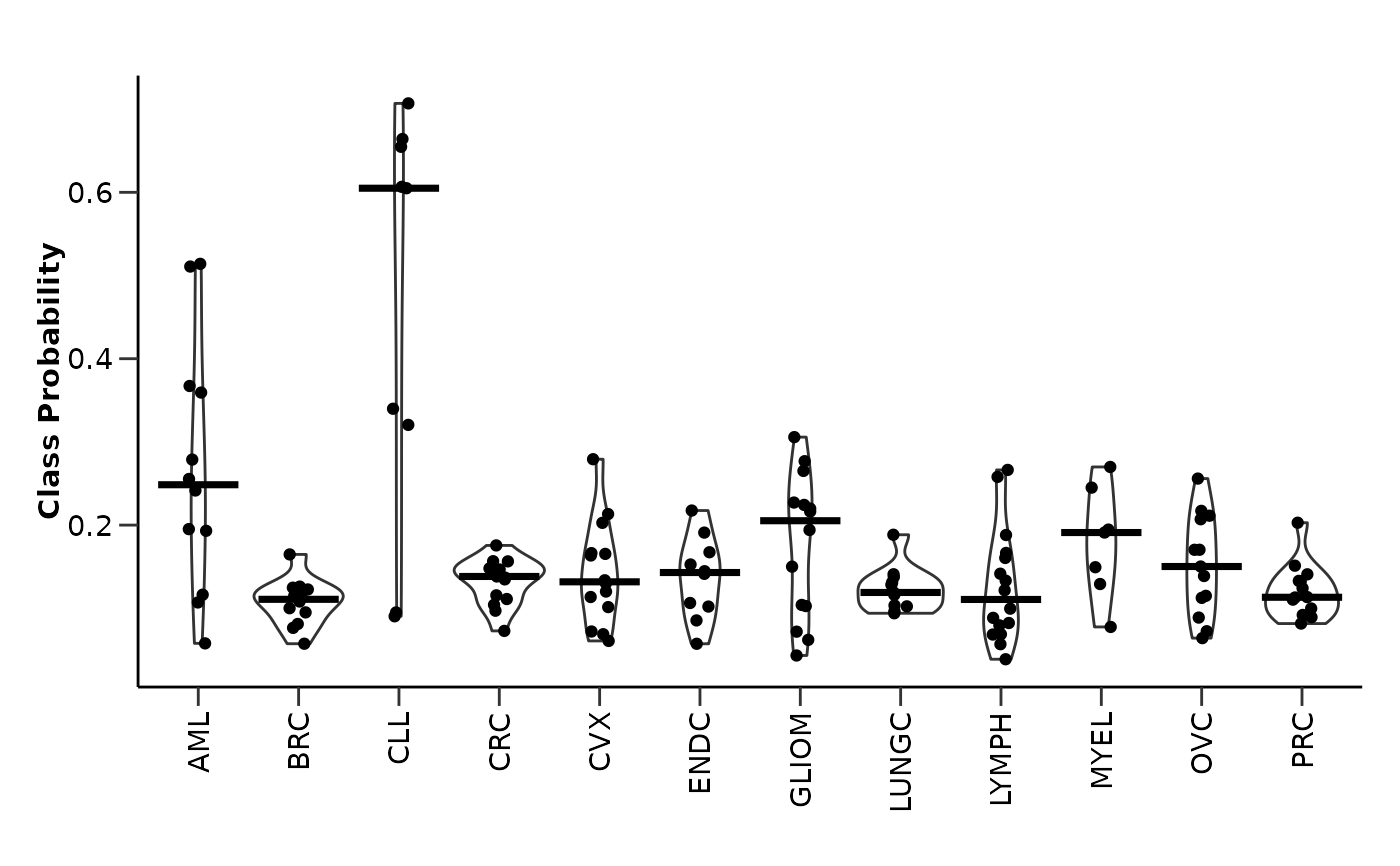 Class Probability
0.6
0.4
0.2
AML
BRC
CLL
CRC
CVX
ENDC
GLIOM
LUNGC
LYMPH
MYEL
OVC
PRC